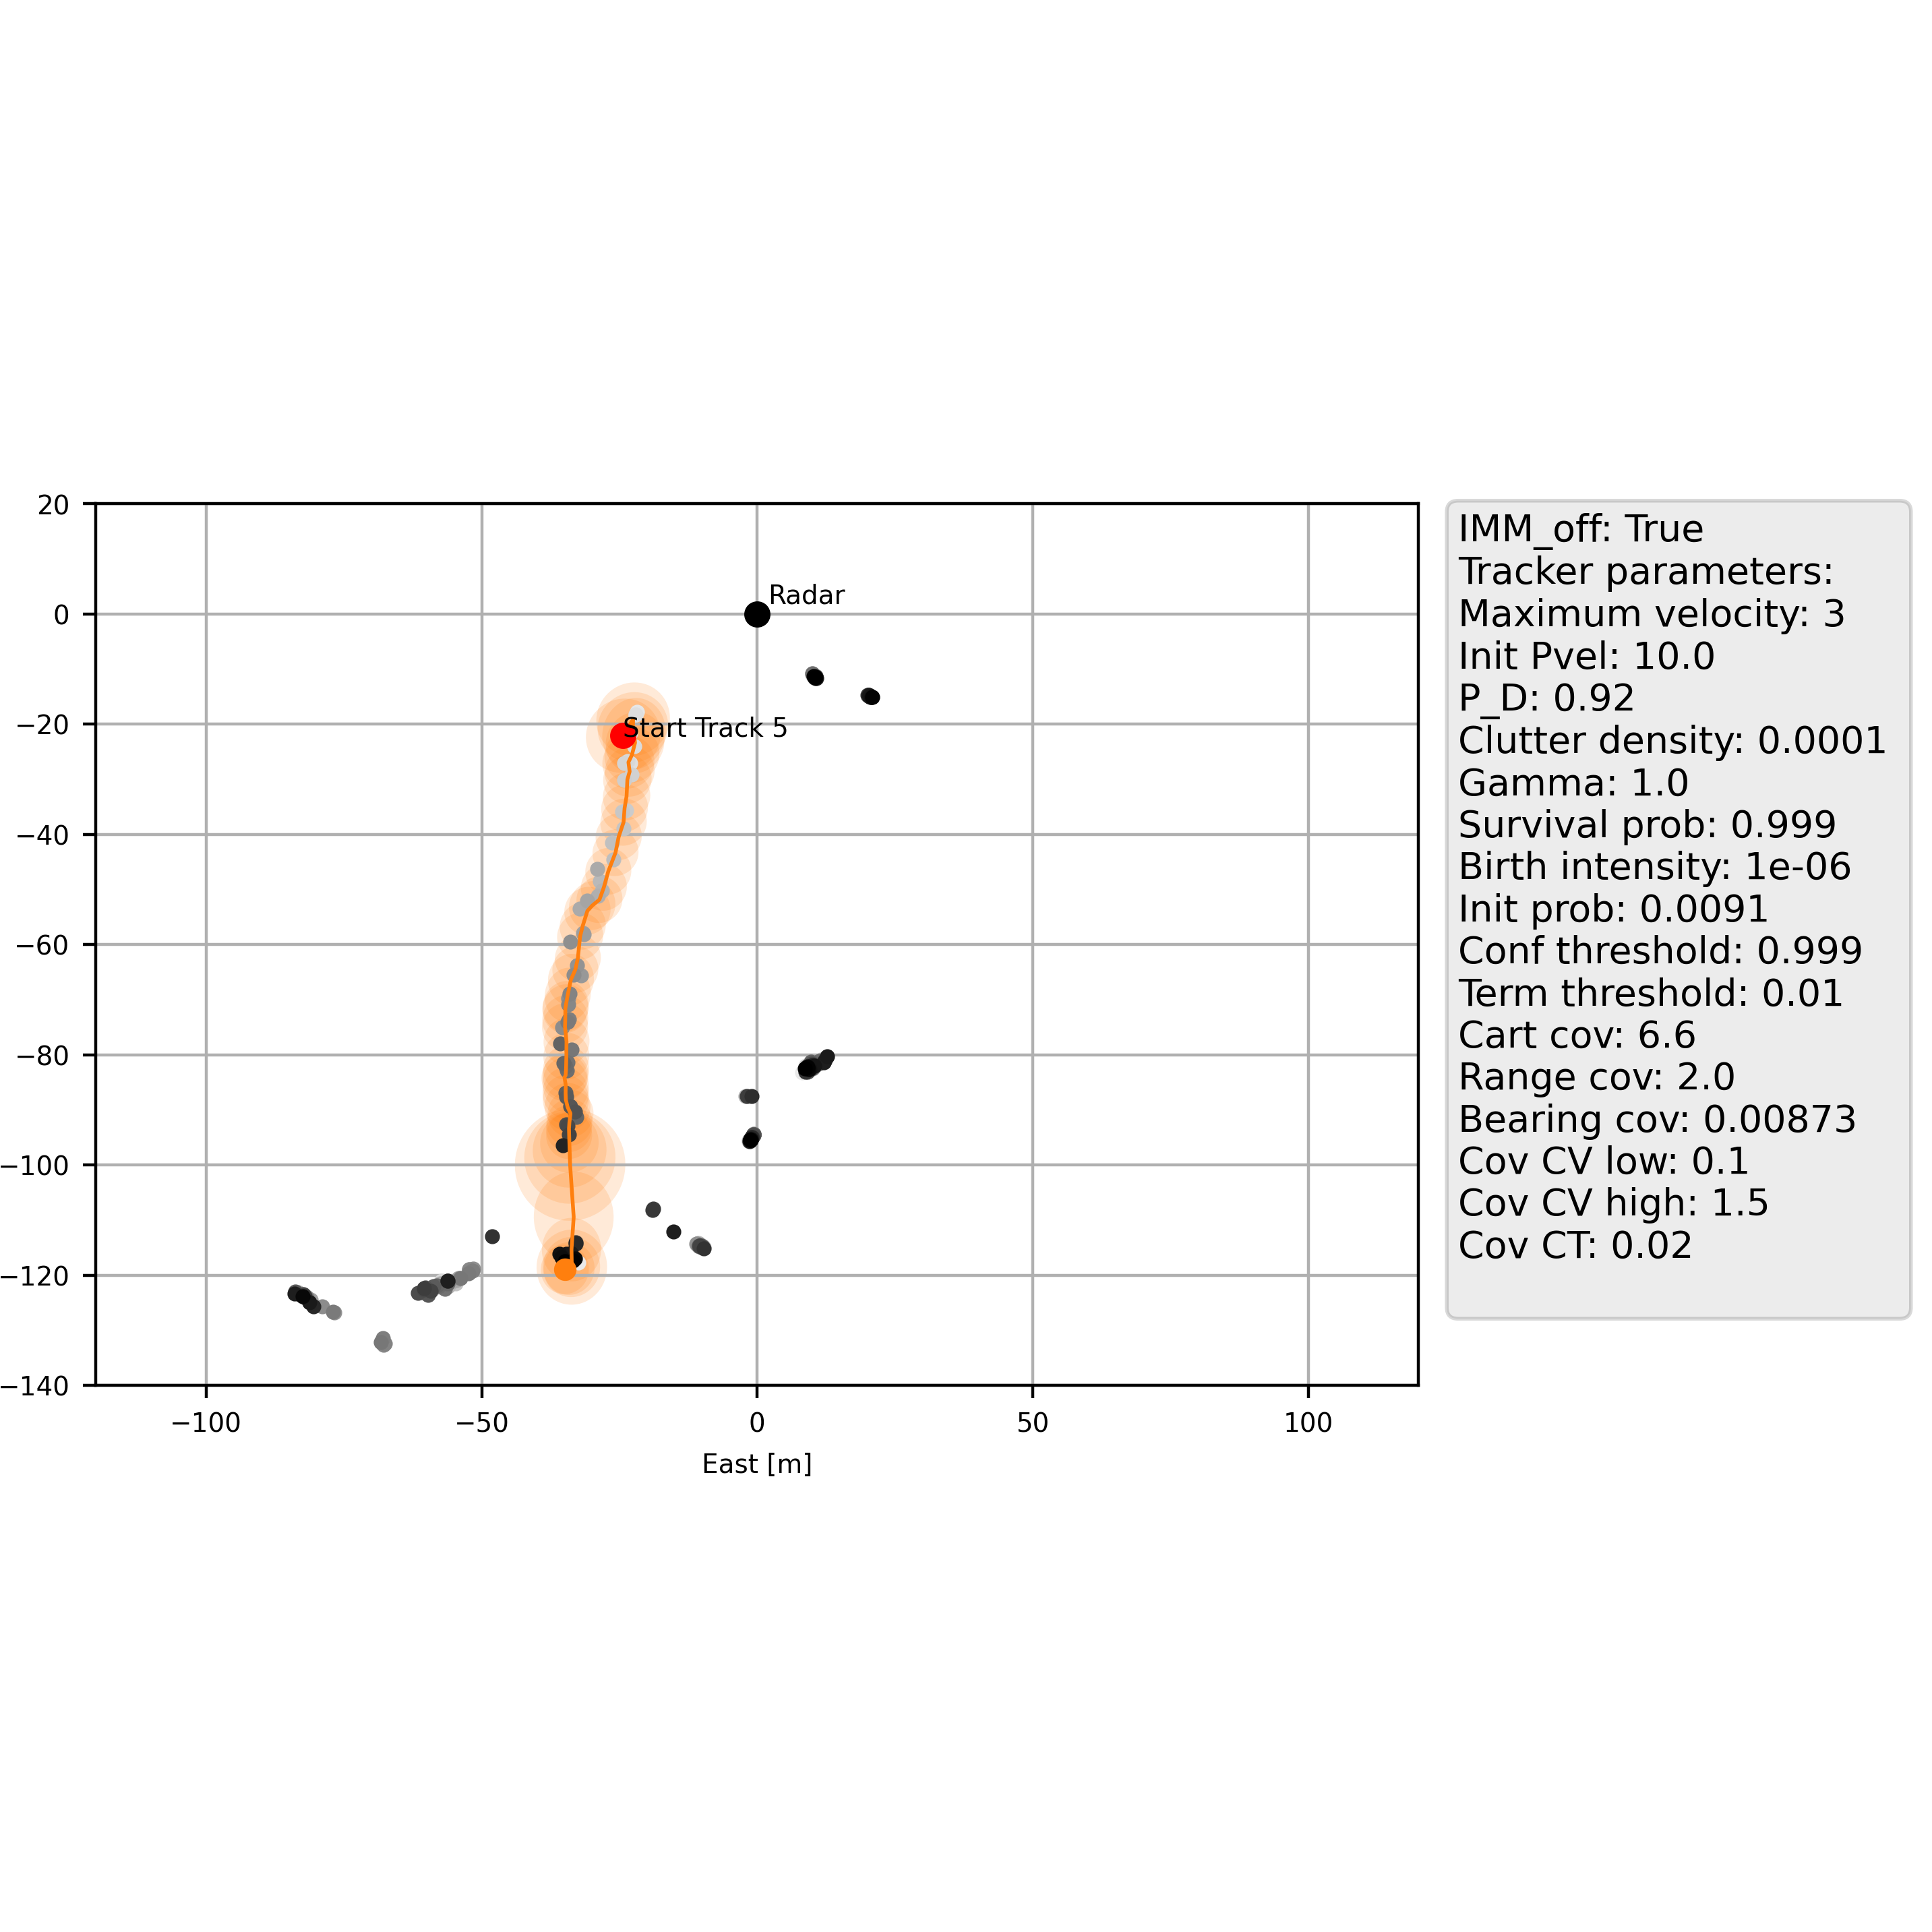 20
0
−20
−40
−60
−80
−100
−120
−140
−100
−50
0
50
100
East [m]
Radar
Start Track 5
IMM_off: True
Tracker parameters:
Maximum velocity: 3
Init Pvel: 10.0
P_D: 0.92
Clutter density: 0.0001
Gamma: 1.0
Survival prob: 0.999
Birth intensity: 1e-06
Init prob: 0.0091
Conf threshold: 0.999
Term threshold: 0.01
Cart cov: 6.6
Range cov: 2.0
Bearing cov: 0.00873
Cov CV low: 0.1
Cov CV high: 1.5
Cov CT: 0.02